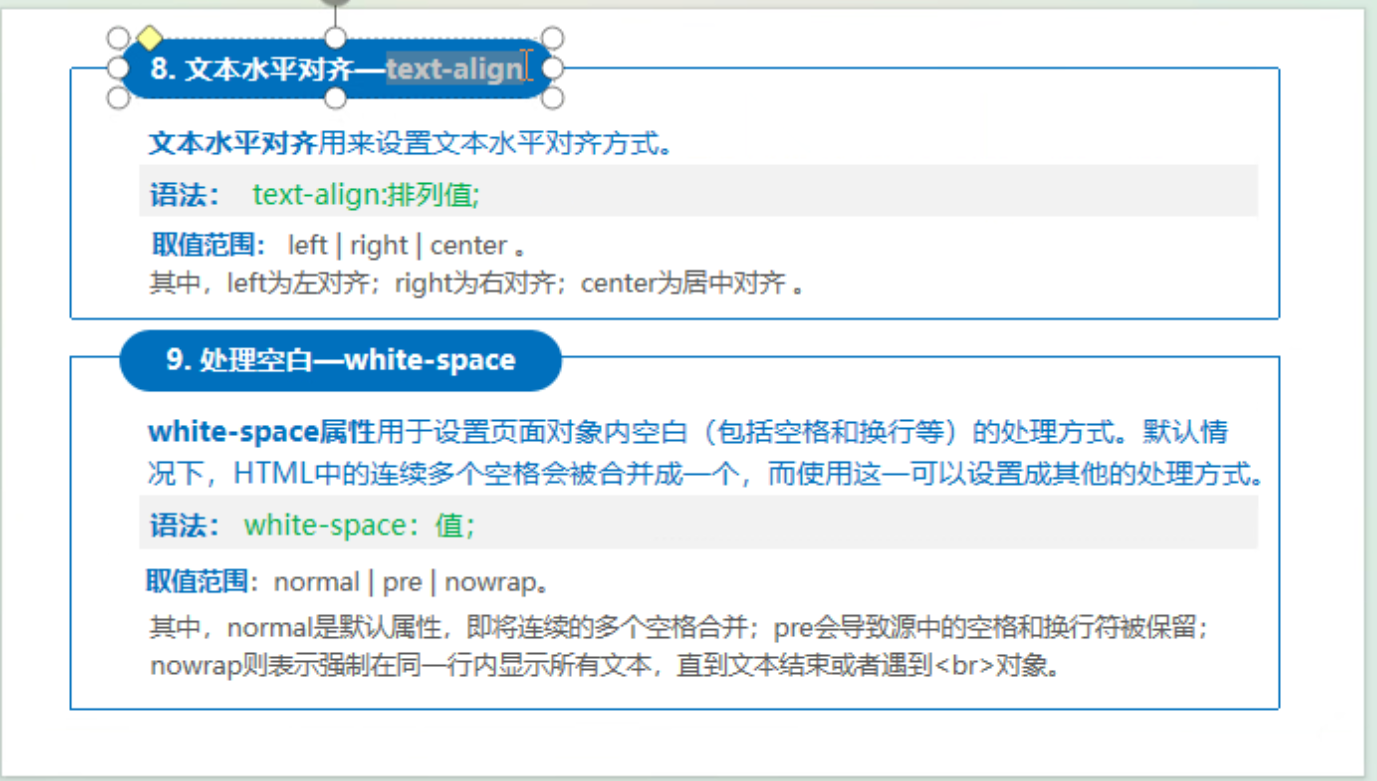 8. 文本水平对齐—text-align
文本水平对齐用来设置文本水平对齐方式。
语法： text-align:排列值;
取值范围： left | right | center 。
其中，left为左对齐；right为右对齐；center为居中对齐 。
9. 处理空白—white-space
white-space属性用于设置页面对象内空白（包括空格和换行等）的处理方式。默认情
况下，HTML中的连续多个空格会被合并成一个，而使用这一可以设置成其他的处理方式。
语法： white-space：值；
取值范围：normal | pre | nowrap。
其中，normal是默认属性，即将连续的多个空格合并；pre会导致源中的空格和换行符被保留；
nowrap则表示强制在同一行内显示所有文本，直到文本结束或者遇到<br>对象。